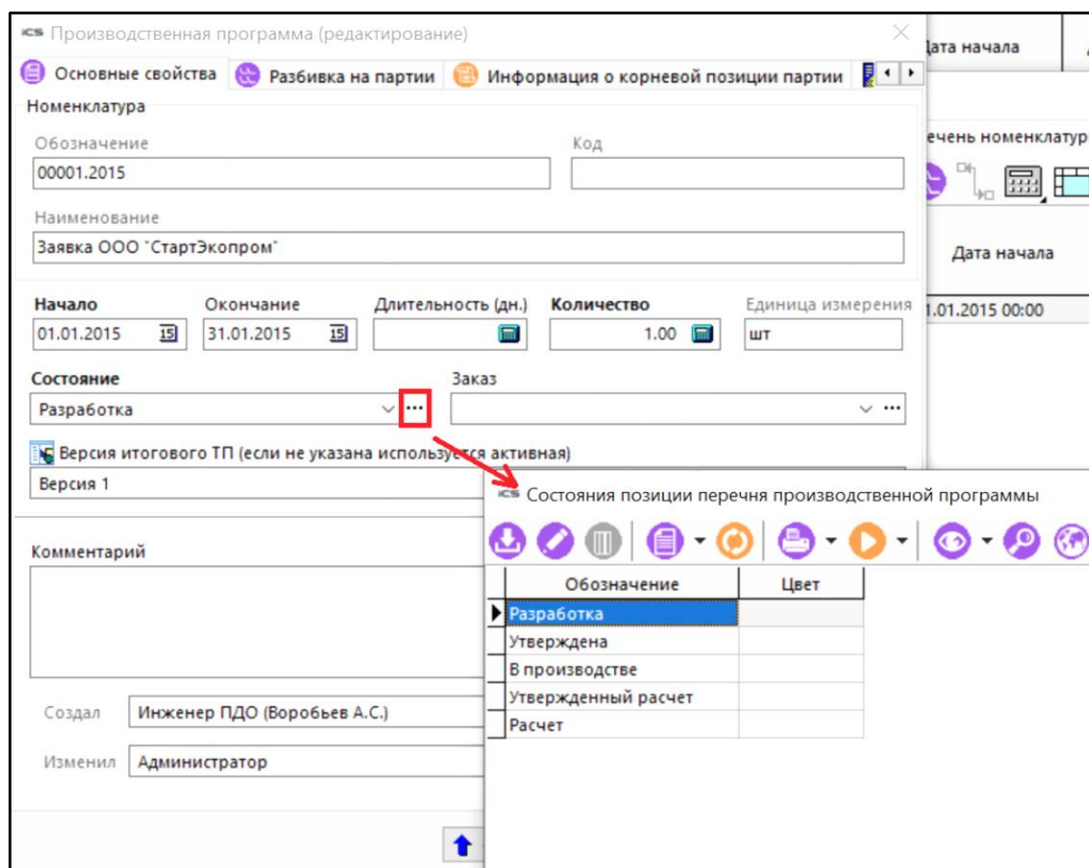 iCS Производственная программа (редактирование)
Основные свойства Разбивка на партии Информация о корневой позиции партии
Дата начала
Номенклатура
Обозначение Код
00001.2015
ечень номенклатур
Наименование
Заявка ООО "СтартЭкопром"
Дата начала
Начало Окончание Длительность (дн.) Количество Единица измерения
01.01.2015 15 31.01.2015 15 1.00 шт
1.01.2015 00:00
Состояние Заказ
Разработка
Версия итогового ТП (если не указана используется активная)
Версия 1
iCS Состояния позиции перечня производственной программы
Комментарий
Обозначение Цвет
Разработка
Утверждена
В производстве
Утвержденный расчет
Расчет
Создал Инженер ПДО (Воробьев А.С.)
Изменил Администратор